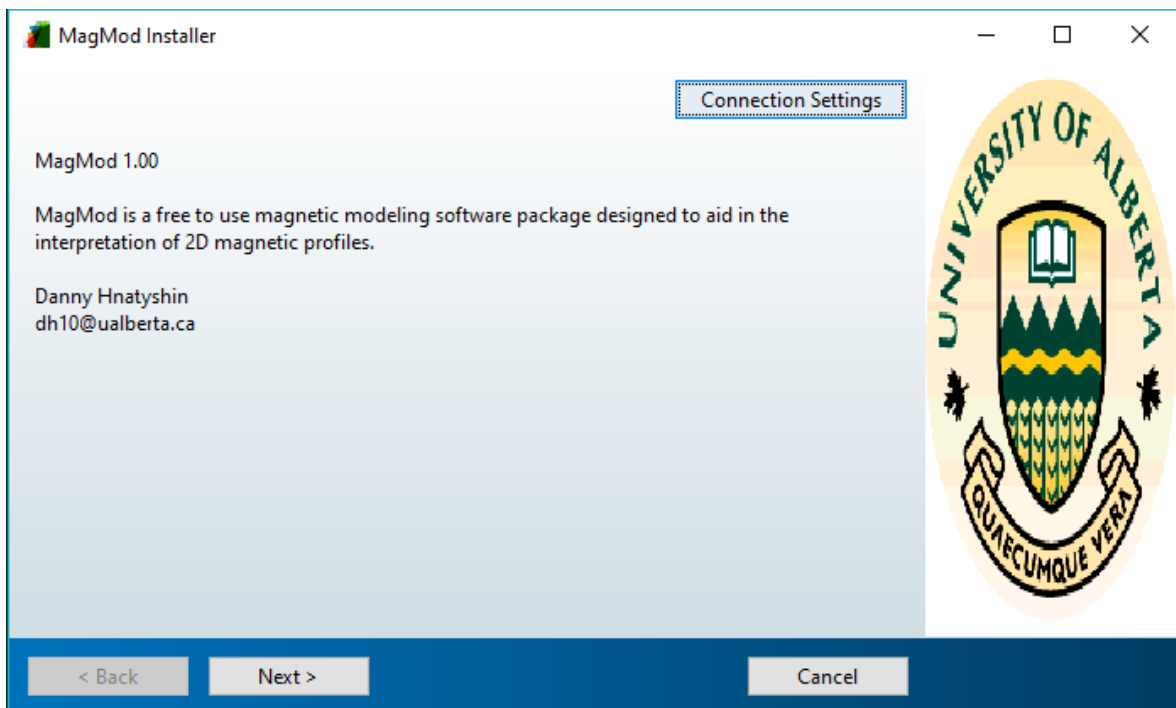 MagMod Installer
Connection Settings
MagMod 1.00
MagMod is a free to use magnetic modeling software package designed to aid in the
interpretation of 2D magnetic profiles.
Danny Hnatyshin
dh10@ualberta.ca
UNIVERSITY OF ALBERTA
QUAECUMQUE VERA
< Back
Next >
Cancel